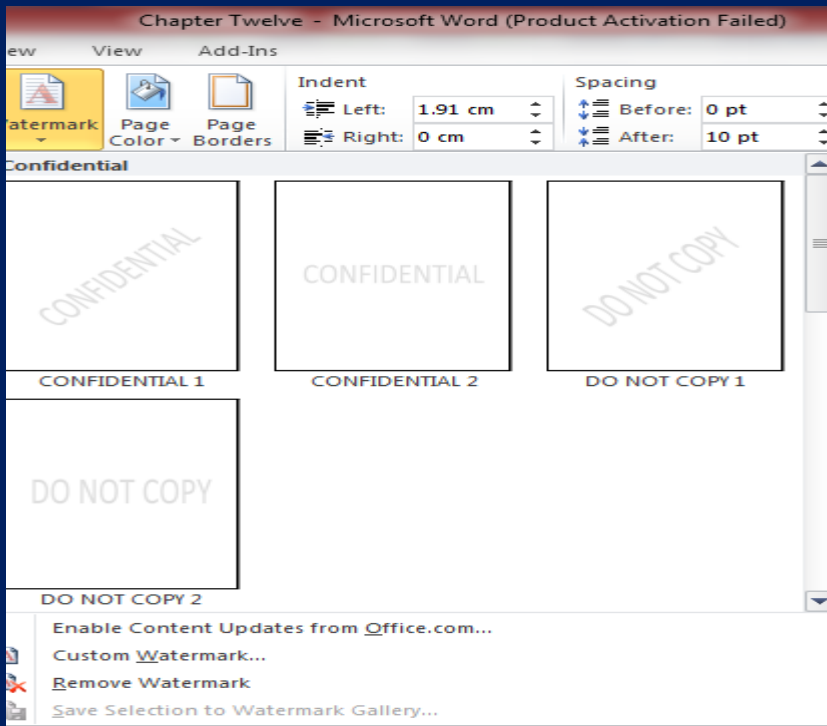 Chapter Twelve - Microsoft Word (Product Activation Failed)
ew View Add-Ins
Indent Spacing
Left: 1.91 cm Before: 0 pt
atermark Page Color Page Borders
Right: 0 cm After: 10 pt
Confidential
CONFIDENTIAL CONFIDENTIAL DO NOT COPY
CONFIDENTIAL 1 CONFIDENTIAL 2 DO NOT COPY 1
DO NOT COPY
DO NOT COPY 2
Enable Content Updates from Office.com...
Custom Watermark...
Remove Watermark
Save Selection to Watermark Gallery...